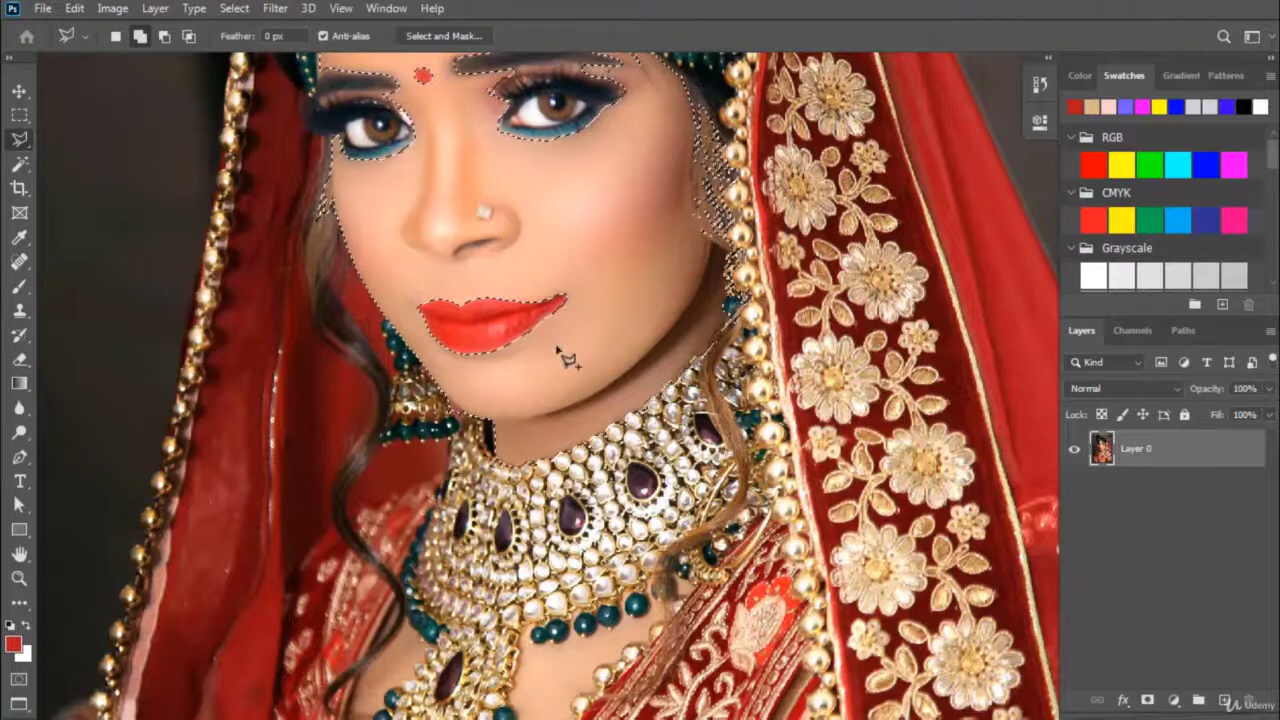 Ps File Edit Image Layer Type Select Filter 3D View Window Help
Feather: 0 px Anti-alias Select and Mask...
Color Swatches Gradient Patterns
RGB
CMYK
Grayscale
Layers Channels Paths
Kind
Normal Opacity: 100%
Lock: Fill: 100%
Layer 0
fx
Udemy